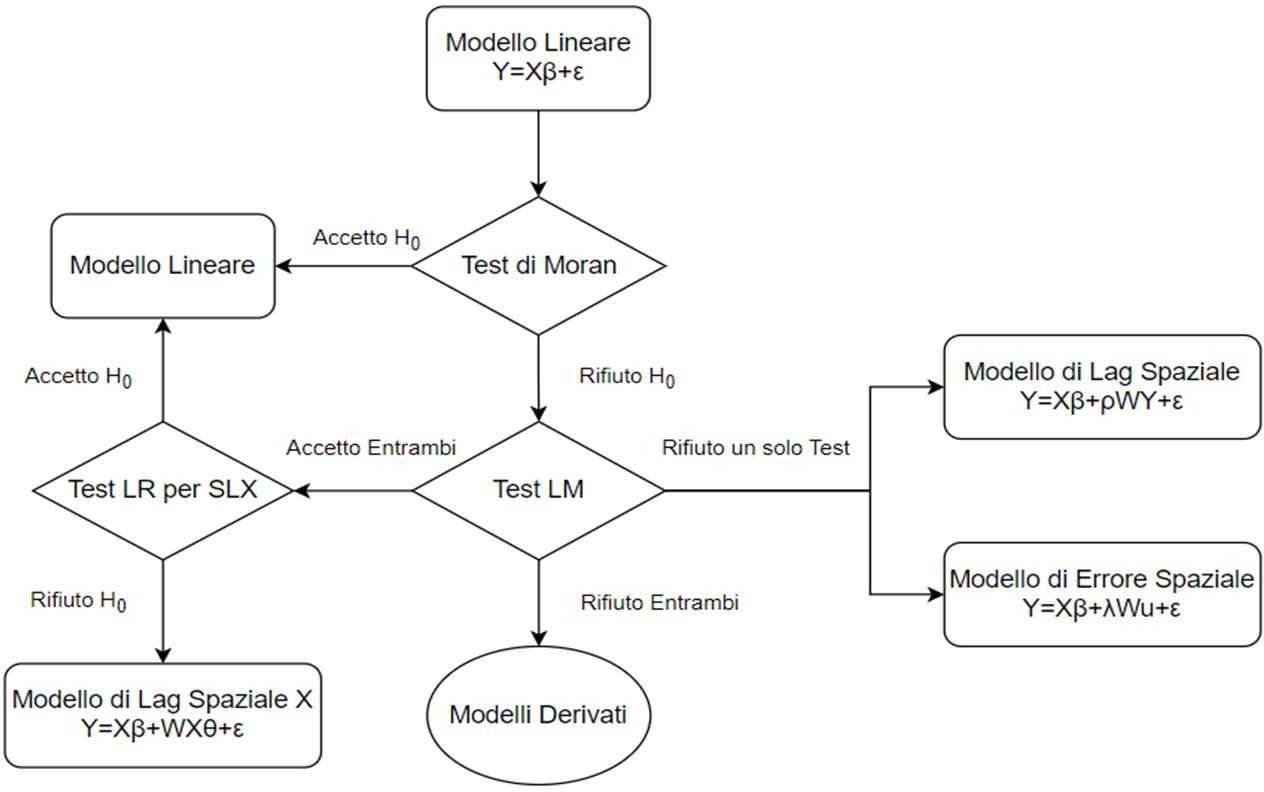 Modello Lineare
Y=Xβ+ε
Accetto H₀
Modello Lineare
Test di Moran
Accetto H₀
Rifiuto H₀
Modello di Lag Spaziale
Y=Xβ+ρWY+ε
Accetto Entrambi
Rifiuto un solo Test
Test LR per SLX
Test LM
Rifiuto H₀
Rifiuto Entrambi
Modello di Errore Spaziale
Y=Xβ+λWu+ε
Modello di Lag Spaziale X
Y=Xβ+WXθ+ε
Modelli Derivati